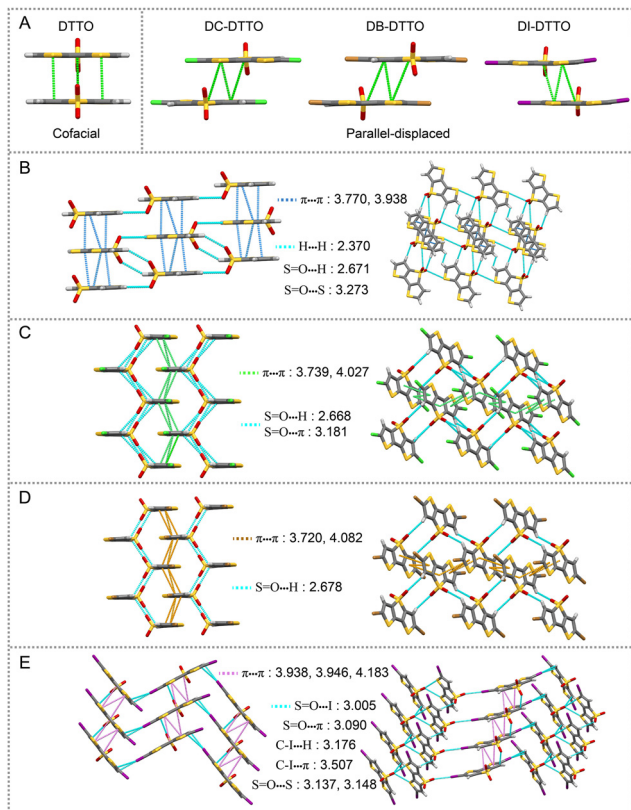 A
DTTO
DC-DTTO
DB-DTTO
DI-DTTO
Cofacial
Parallel-displaced
B
π•••π : 3.770, 3.938
H•••H : 2.370
S=O•••H : 2.671
S=O•••S : 3.273
C
π•••π : 3.739, 4.027
S=O•••H : 2.668
S=O•••π : 3.181
D
π•••π : 3.720, 4.082
S=O•••H : 2.678
E
π•••π : 3.938, 3.946, 4.183
S=O•••I : 3.005
S=O•••π : 3.090
C-I•••H : 3.176
C-I•••π : 3.507
S=O•••S : 3.137, 3.148